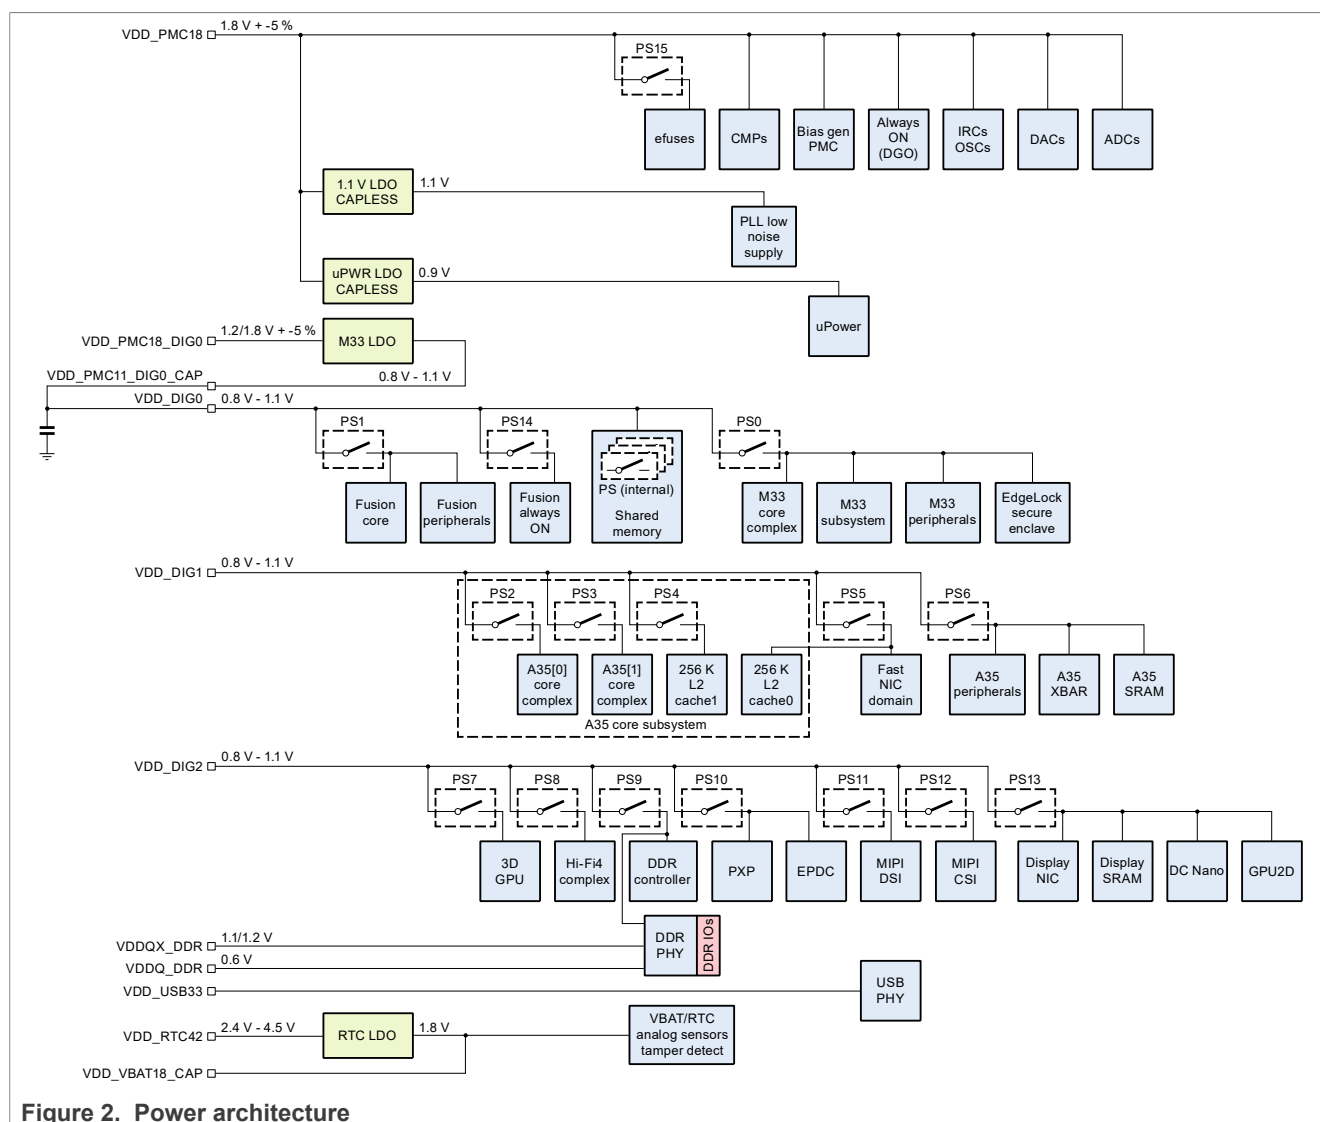 VDD_PMC18
1.8 V + -5 %
PS15
efuses
CMPs
Bias gen
PMC
Always
ON
(DGO)
IRCs
OSCs
DACs
ADCs
1.1 V LDO
CAPLESS
1.1 V
PLL low
noise
supply
uPWR LDO
CAPLESS
0.9 V
uPower
VDD_PMC18_DIG0
1.2/1.8 V + -5 %
M33 LDO
VDD_PMC11_DIG0_CAP
0.8 V - 1.1 V
VDD_DIG0
0.8 V - 1.1 V
PS1
PS14
PS0
PS (internal)
Shared
memory
Fusion
core
Fusion
peripherals
Fusion
always
ON
M33
core
complex
M33
subsystem
M33
peripherals
EdgeLock
secure
enclave
VDD_DIG1
0.8 V - 1.1 V
PS2
PS3
PS4
PS5
PS6
A35[0]
core
complex
A35[1]
core
complex
256 K
L2
cache1
256 K
L2
cache0
Fast
NIC
domain
A35
peripherals
A35
XBAR
A35
SRAM
A35 core subsystem
VDD_DIG2
0.8 V - 1.1 V
PS7
PS8
PS9
PS10
PS11
PS12
PS13
3D
GPU
Hi-Fi4
complex
DDR
controller
PXP
EPDC
MIPI
DSI
MIPI
CSI
Display
NIC
Display
SRAM
DC Nano
GPU2D
VDDQX_DDR
1.1/1.2 V
DDR
PHY
DDR IOs
VDDQ_DDR
0.6 V
VDD_USB33
USB
PHY
VDD_RTC42
2.4 V - 4.5 V
RTC LDO
1.8 V
VBAT/RTC
analog sensors
tamper detect
VDD_VBAT18_CAP
Figure 2. Power architecture